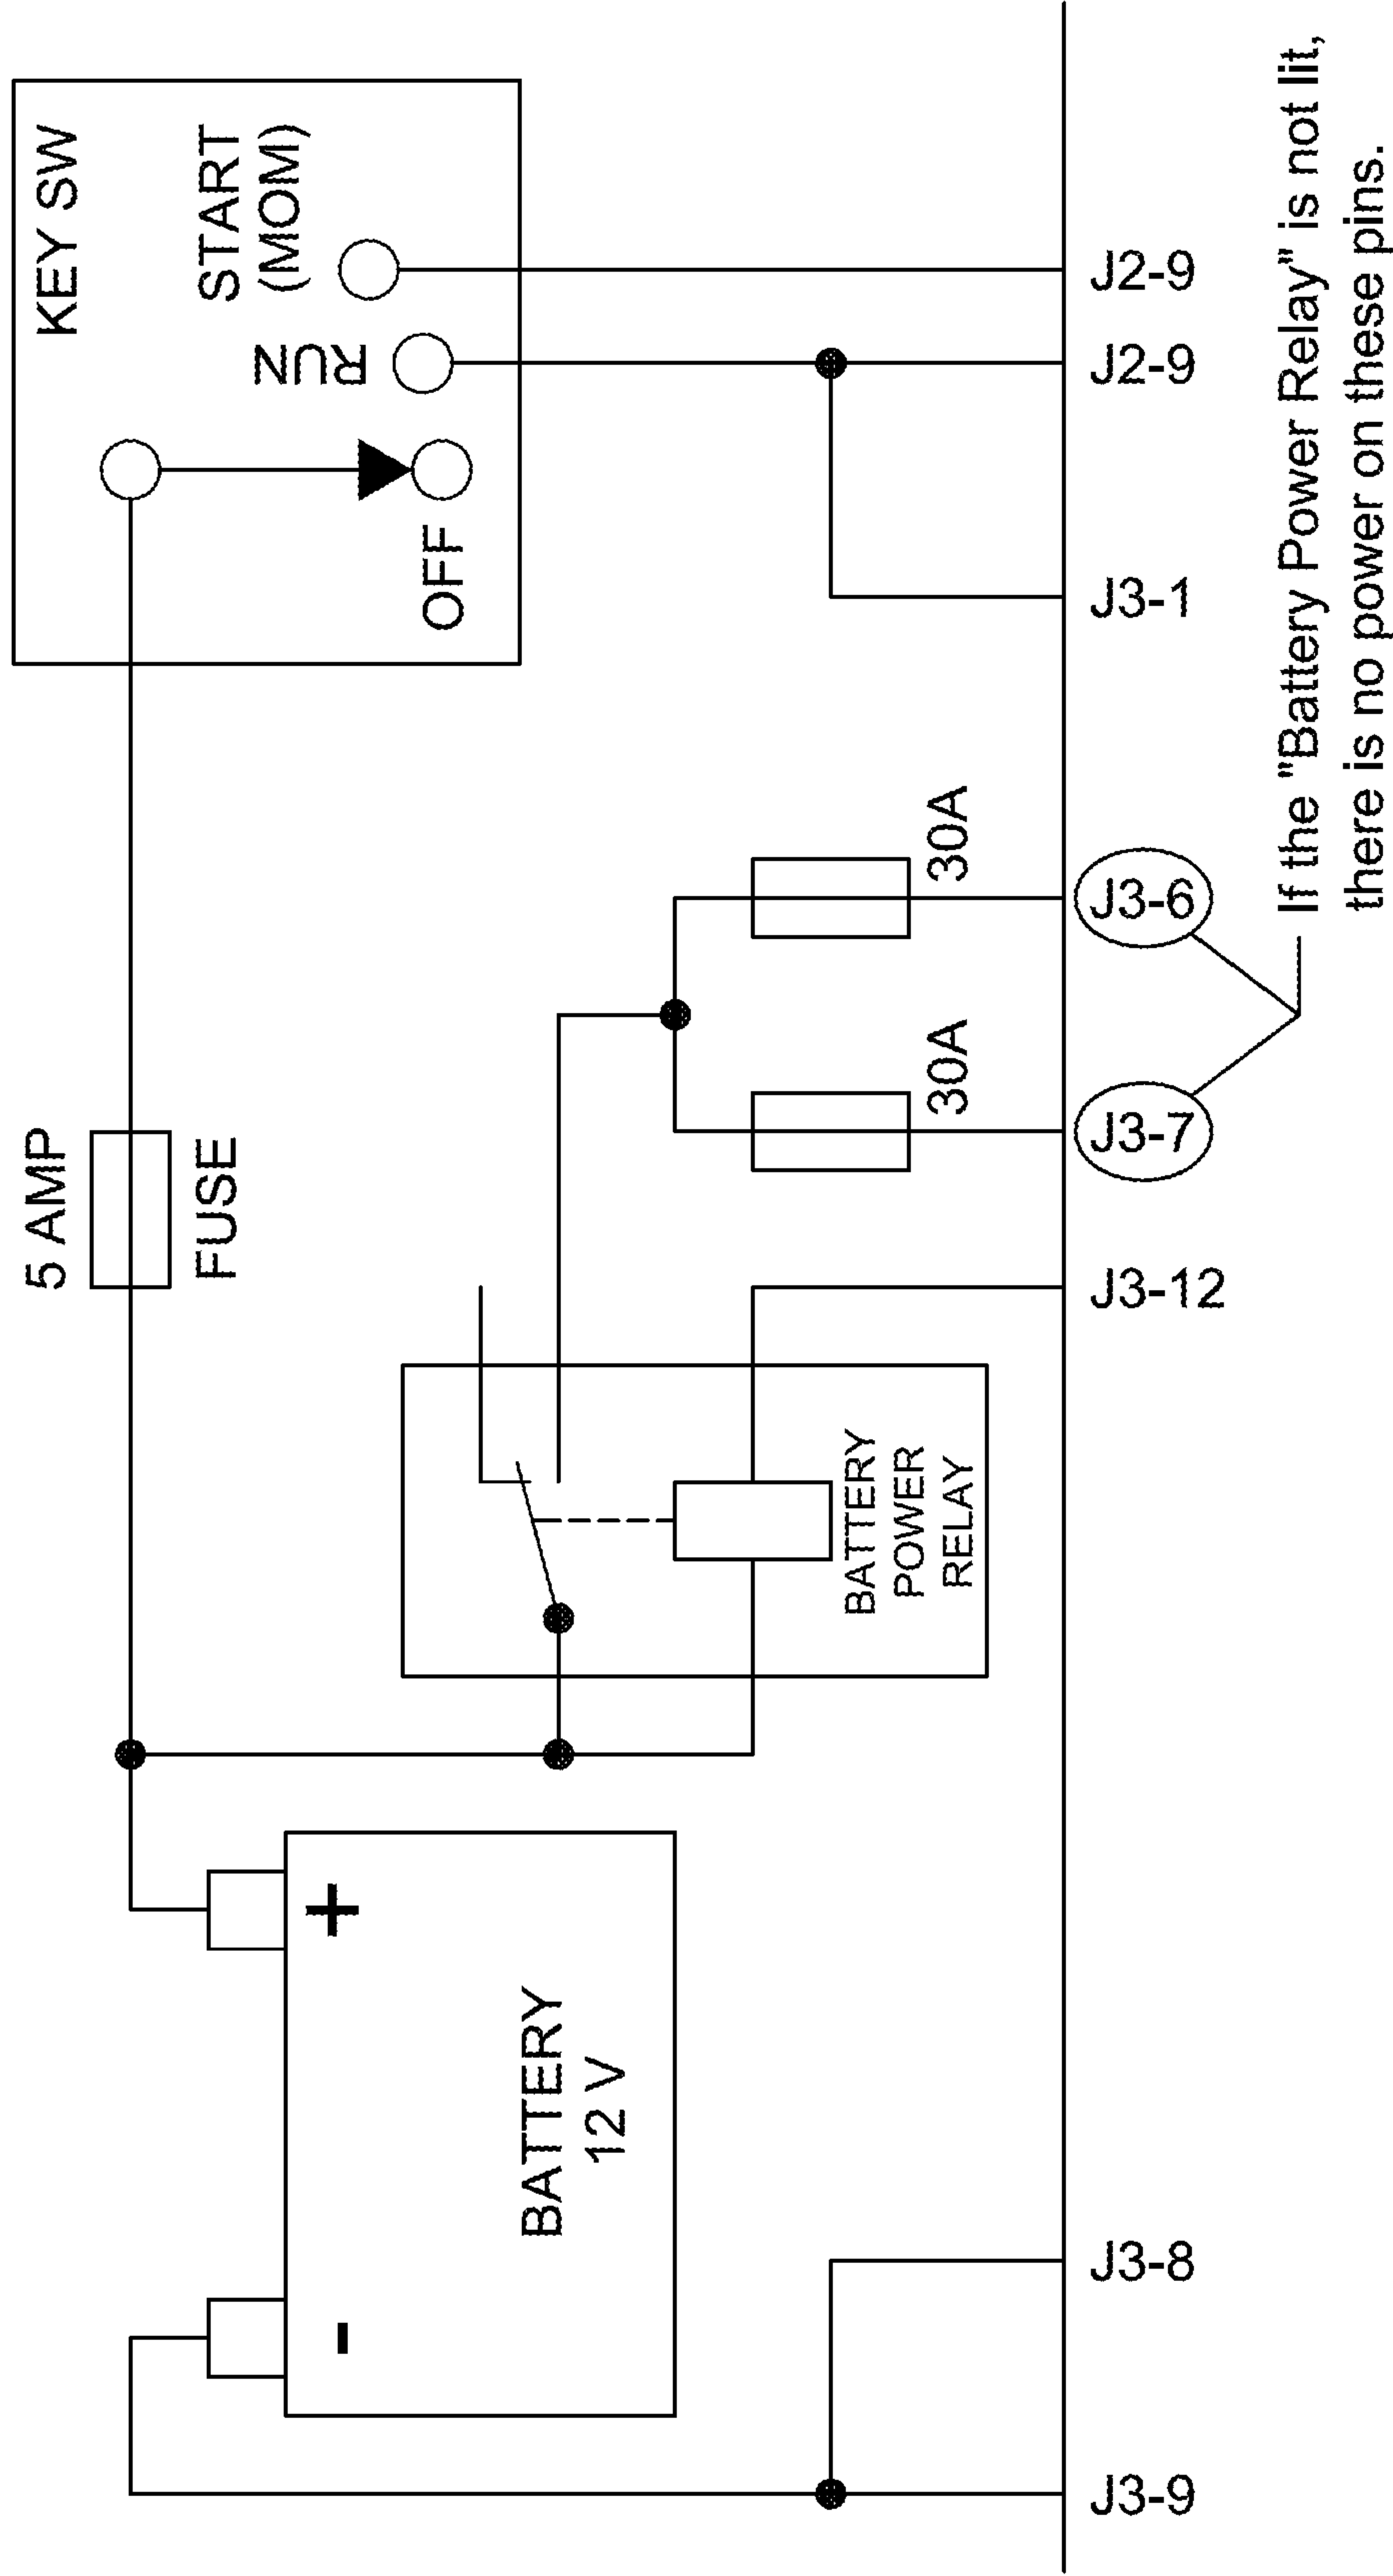 5 AMP
FUSE
KEY SW
START
(MOM)
RUN
OFF
+
-
BATTERY
12 V
BATTERY
POWER
RELAY
30A
30A
J3-9
J3-8
J3-12
J3-7
J3-6
J3-1
J2-9
J2-9
If the "Battery Power Relay" is not lit,
there is no power on these pins.